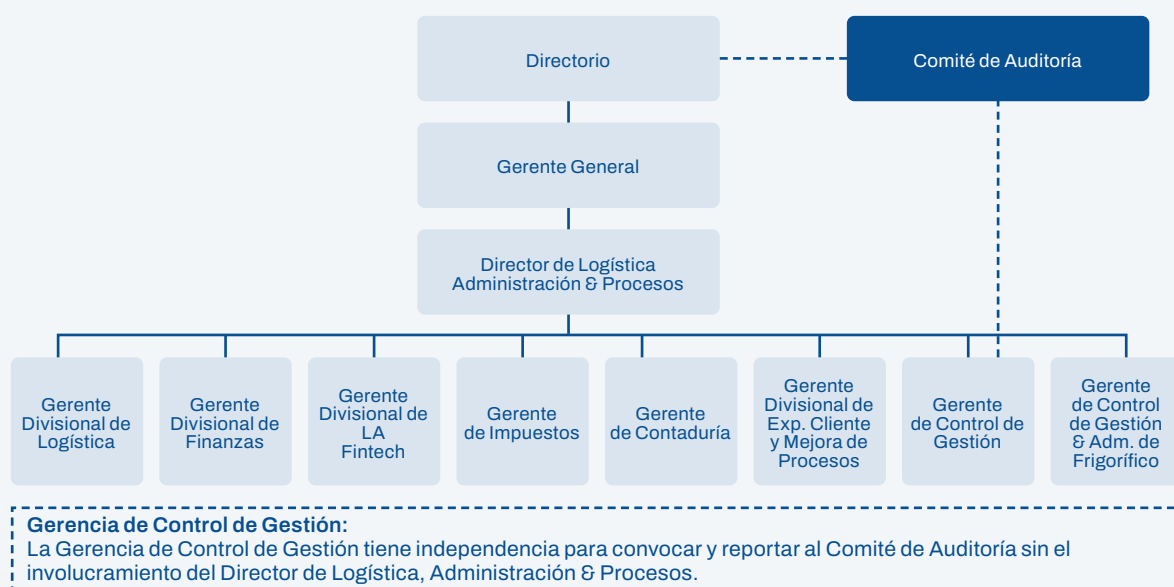 Directorio
Comité de Auditoría
Gerente General
Director de Logística
Administración & Procesos
Gerente
Divisional de
Logística
Gerente
Divisional de
Finanzas
Gerente
Divisional de
LA
Fintech
Gerente
de Impuestos
Gerente
de Contaduría
Gerente
Divisional de
Exp. Cliente
y Mejora de
Procesos
Gerente
de Control de
Gestión
Gerente
de Control
de Gestión
& Adm. de
Frigorífico
Gerencia de Control de Gestión:
La Gerencia de Control de Gestión tiene independencia para convocar y reportar al Comité de Auditoría sin el
involucramiento del Director de Logística, Administración & Procesos.